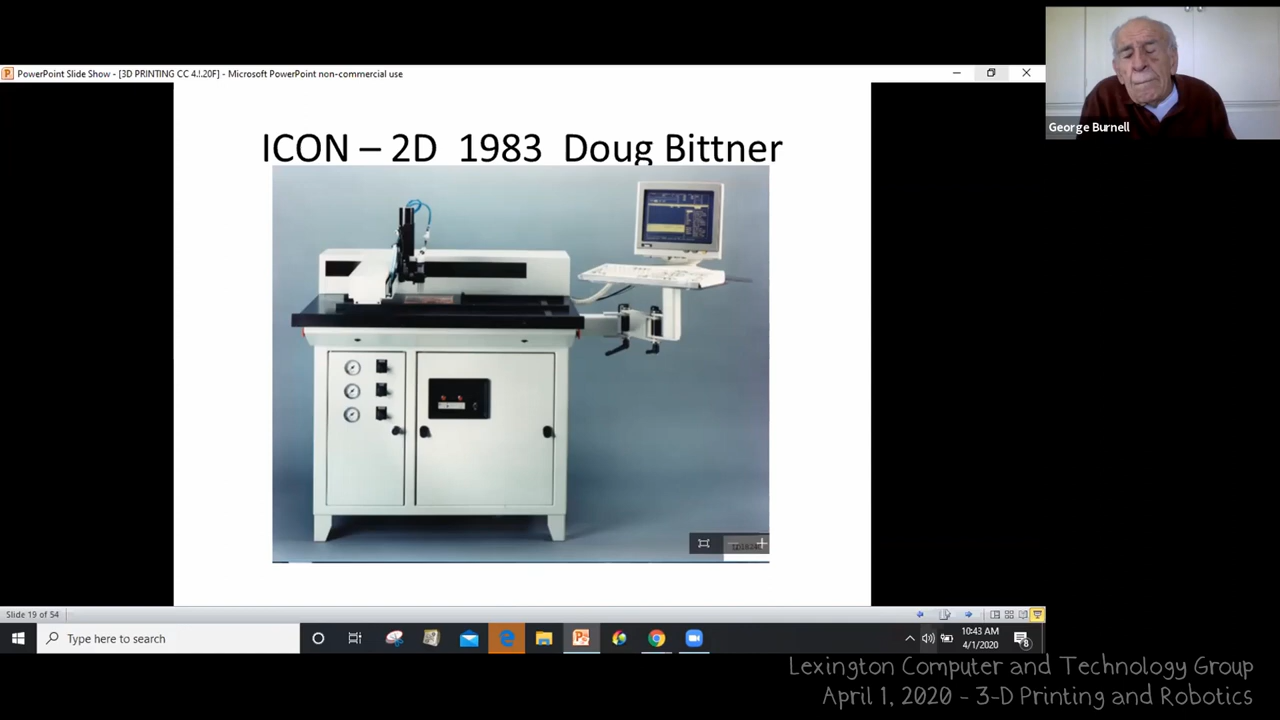 PowerPoint Slide Show - [3D PRINTING CC 4.!.20F] - Microsoft PowerPoint non-commercial use
George Burnell
ICON – 2D 1983 Doug Bittner
Slide 19 of 54
Type here to search
10:43 AM
4/1/2020
8
Lexington Computer and Technology Group
April 1, 2020 - 3-D Printing and Robotics